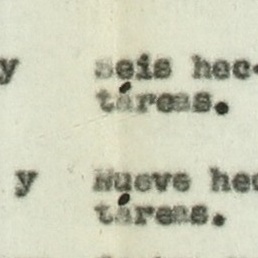 y seis hec-
táreas.
y Nueve hec
táreas.